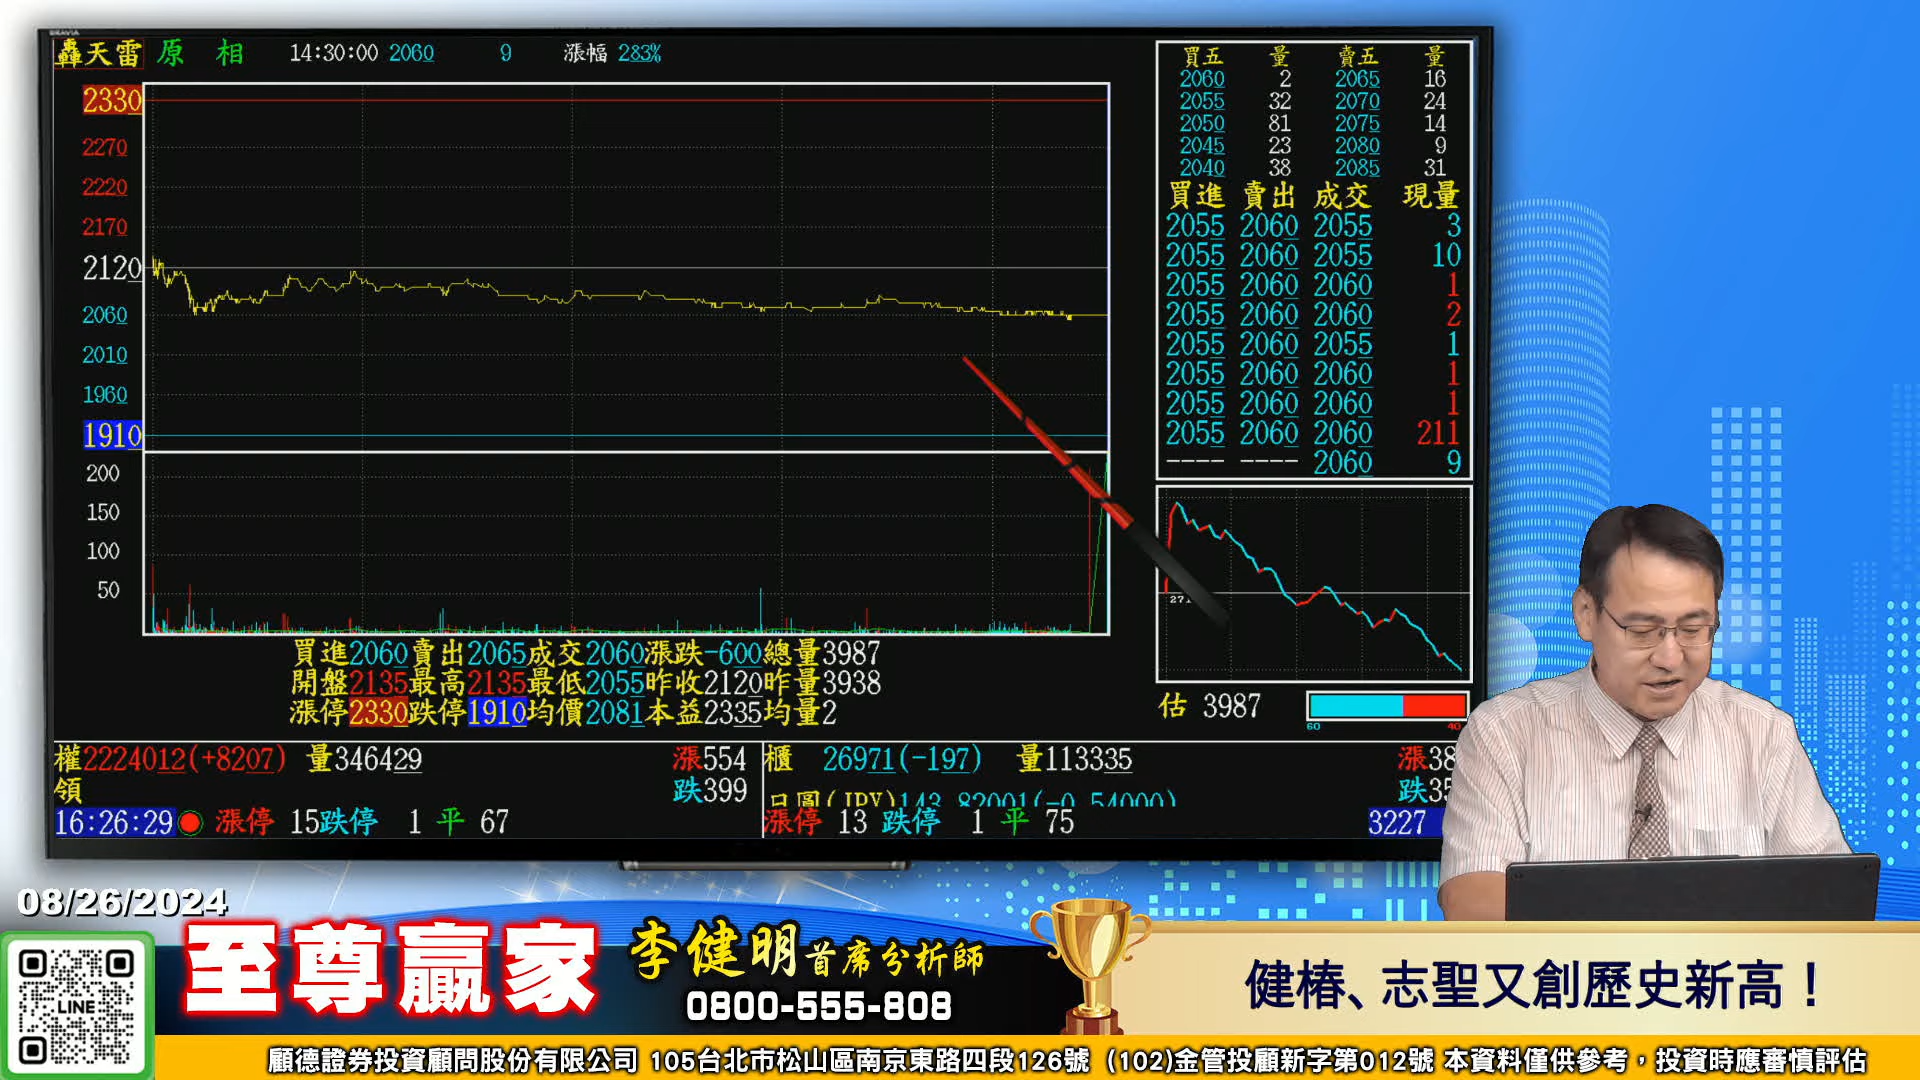 轟天雷 原 相 14:30:00 2060 9 漲幅 283%
2330
2270
2220
2170
2120
2060
2010
1960
1910
200
150
100
50
買五 量 賣五 量
2060 2 2065 16
2055 32 2070 24
2050 81 2075 14
2045 23 2080 9
2040 38 2085 31
買進 賣出 成交 現量
2055 2060 2055 3
2055 2060 2055 10
2055 2060 2060 1
2055 2060 2060 2
2055 2060 2055 1
2055 2060 2060 1
2055 2060 2060 1
2055 2060 2060 211
---- ---- 2060 9
估 3987
60 40
買進2060賣出2065成交2060漲跌-600總量3987
開盤2135最高2135最低2055昨收2120昨量3938
漲停2330跌停1910均價2081本益2335均量2
權2224012(+8207) 量346429 漲554
領 跌399
16:26:29 漲停 15跌停 1 平 67
櫃 26971(-197) 量113335 漲38
日圓(JPY)143.82001(-0.54000) 跌35
漲停 13 跌停 1 平 75 3227
08/26/2024
至尊贏家 李健明首席分析師
0800-555-808
LINE
健椿、志聖又創歷史新高！
顧德證券投資顧問股份有限公司 105台北市松山區南京東路四段126號 (102)金管投顧新字第012號 本資料僅供參考，投資時應審慎評估